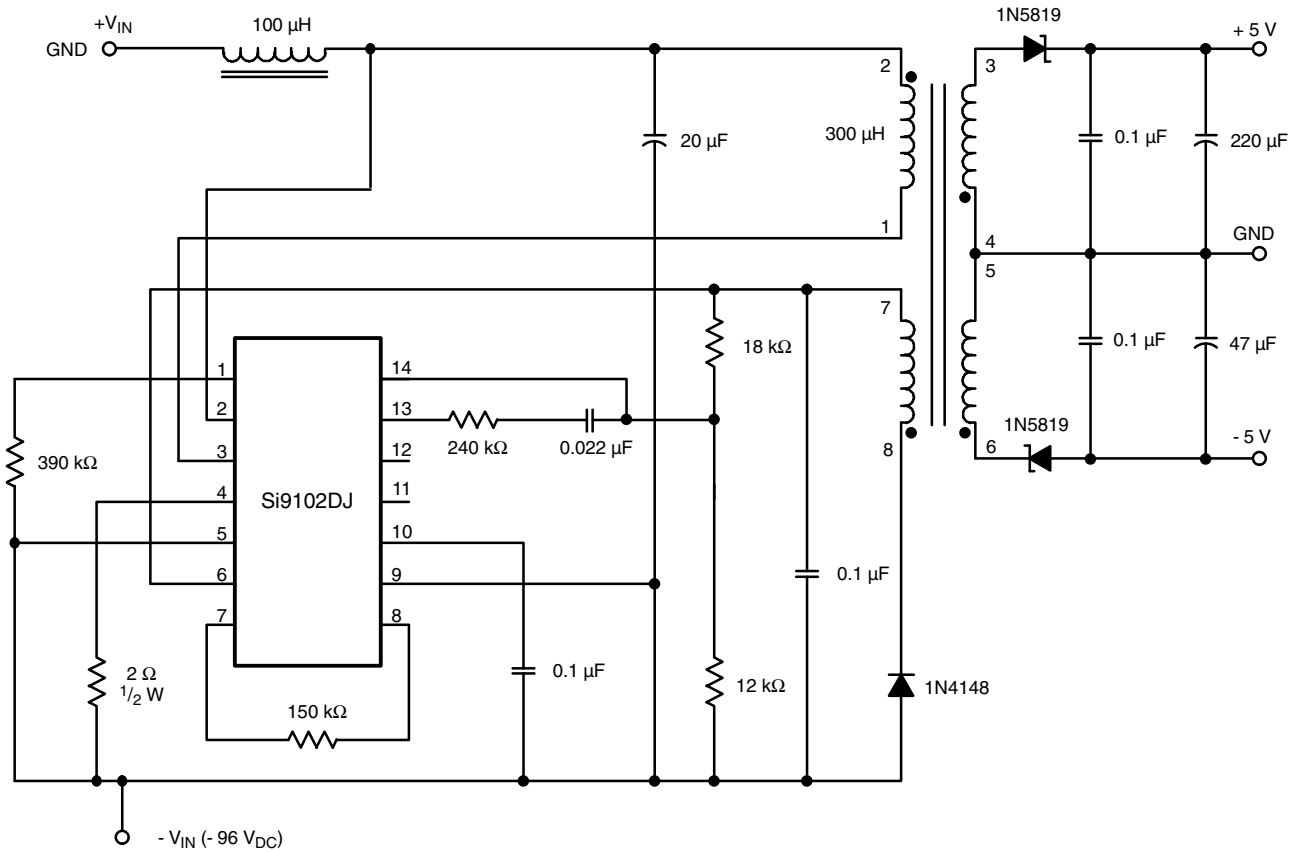 +VIN
GND
100 µH
1N5819
+ 5 V
2
3
300 µH
20 µF
0.1 µF
220 µF
1
4
GND
5
7
18 kΩ
0.1 µF
47 µF
1
14
2
13
240 kΩ
0.022 µF
8
1N5819
6
- 5 V
390 kΩ
3
12
4
11
Si9102DJ
5
10
6
9
0.1 µF
7
8
2 Ω
1/2 W
0.1 µF
12 kΩ
1N4148
150 kΩ
- VIN (- 96 VDC)